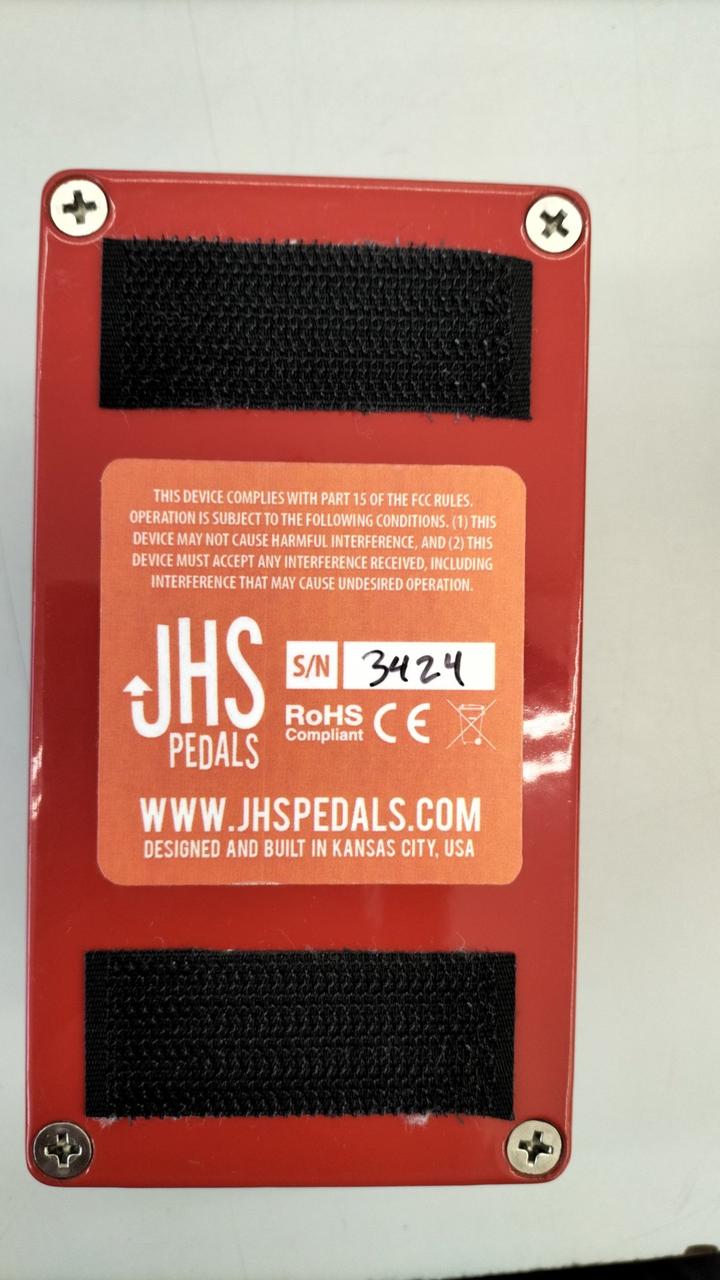 THIS DEVICE COMPLIES WITH PART 15 OF THE FCC RULES.
OPERATION IS SUBJECT TO THE FOLLOWING CONDITIONS. (1) THIS
DEVICE MAY NOT CAUSE HARMFUL INTERFERENCE, AND (2) THIS
DEVICE MUST ACCEPT ANY INTERFERENCE RECEIVED, INCLUDING
INTERFERENCE THAT MAY CAUSE UNDESIRED OPERATION.
JHS
PEDALS
S/N 3424
RoHS
Compliant
CE
WWW.JHSPEDALS.COM
DESIGNED AND BUILT IN KANSAS CITY, USA